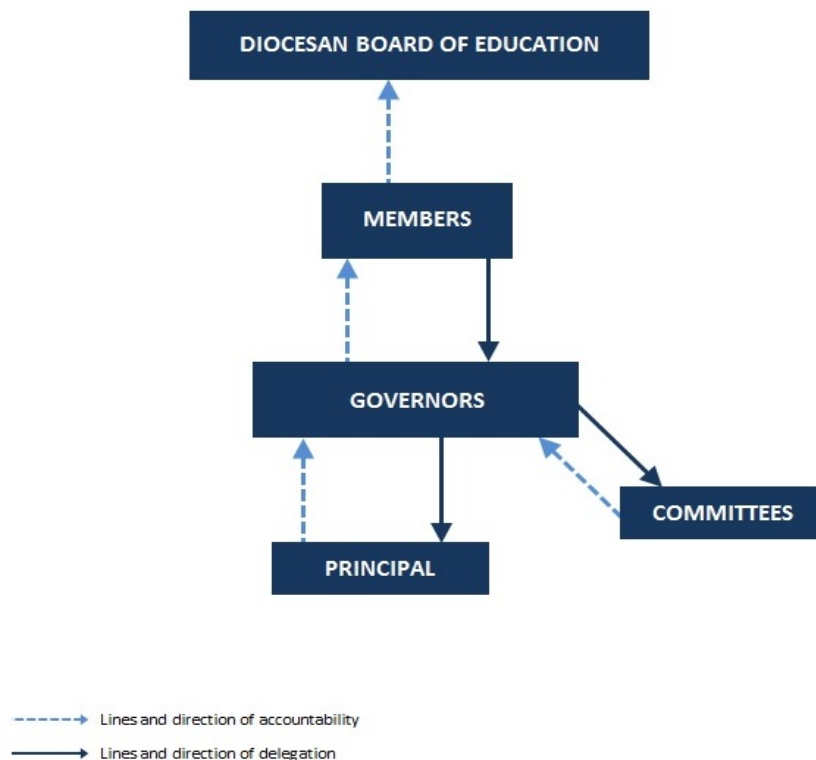 DIOCESAN BOARD OF EDUCATION
MEMBERS
GOVERNORS
COMMITTEES
PRINCIPAL
Lines and direction of accountability
Lines and direction of delegation